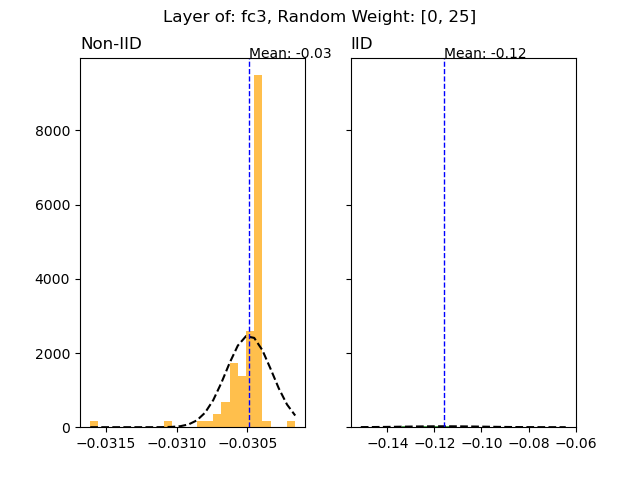 Layer of: fc3, Random Weight: [0, 25]
Non-IID
Mean: -0.03
IID
Mean: -0.12
8000
6000
4000
2000
0
−0.0315 −0.0310 −0.0305
−0.14 −0.12 −0.10 −0.08 −0.06